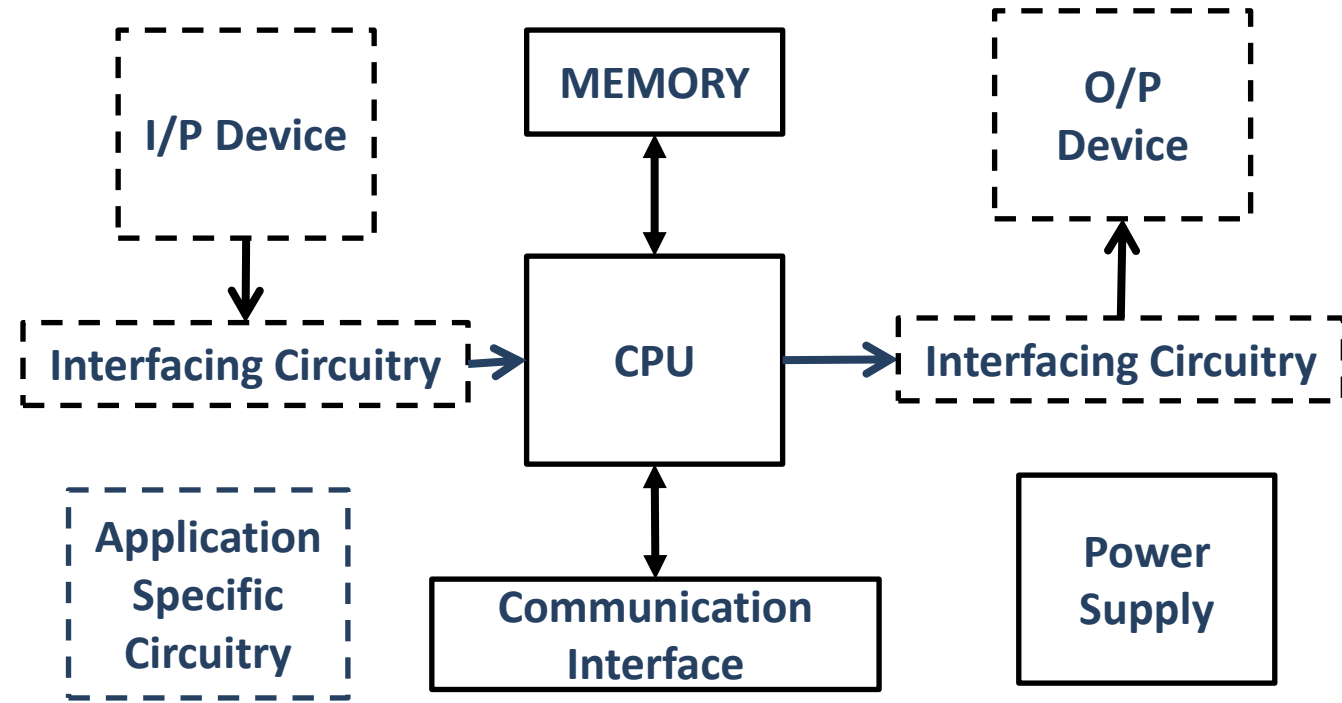 I/P Device
MEMORY
O/P
Device
Interfacing Circuitry
CPU
Interfacing Circuitry
Application
Specific
Circuitry
Communication
Interface
Power
Supply